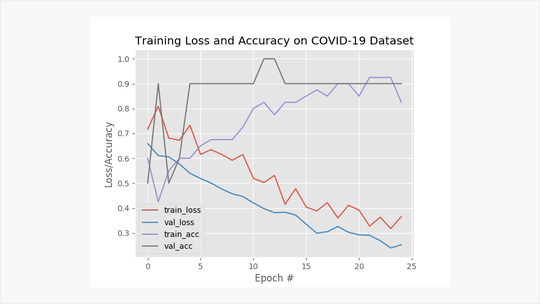 Training Loss and Accuracy on COVID-19 Dataset
1.0
0.9
0.8
0.7
0.6
0.5
0.4
0.3
Loss/Accuracy
train_loss
val_loss
train_acc
val_acc
0 5 10 15 20 25
Epoch #